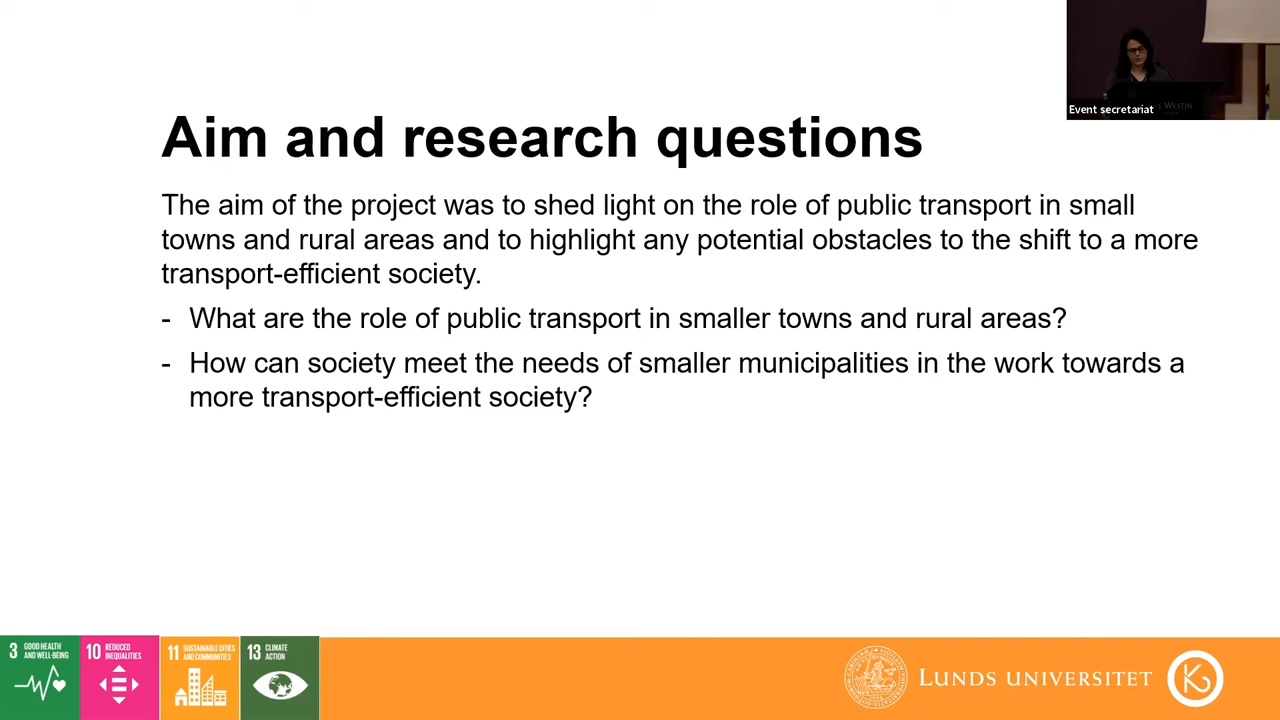 Event secretariat
THE WESTIN
Aim and research questions
The aim of the project was to shed light on the role of public transport in small
towns and rural areas and to highlight any potential obstacles to the shift to a more
transport-efficient society.
- What are the role of public transport in smaller towns and rural areas?
- How can society meet the needs of smaller municipalities in the work towards a
more transport-efficient society?
3 GOOD HEALTH
AND WELL-BEING
10 REDUCED
INEQUALITIES
11 SUSTAINABLE CITIES
AND COMMUNITIES
13 CLIMATE
ACTION
LUNDS UNIVERSITET